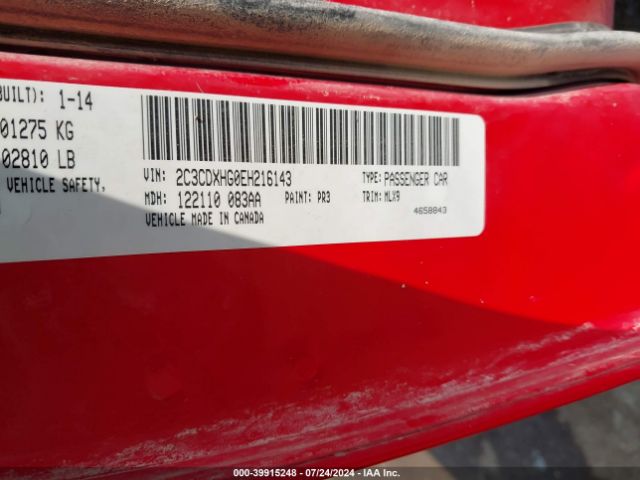 BUILT): 1-14
01275 KG
02810 LB
VEHICLE SAFETY,
VIN: 2C3CDXHG0EH216143 TYPE: PASSENGER CAR
MDH: 122110 083AA PAINT: PR3 TRIM: MLX9
VEHICLE MADE IN CANADA 4658843
000-39915248 - 07/24/2024 - IAA Inc.